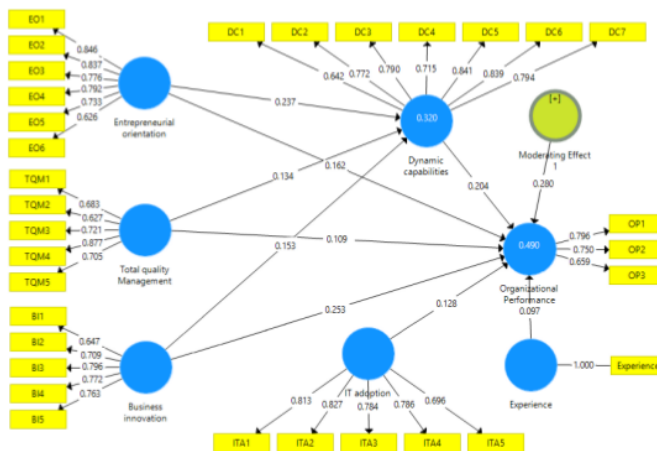 EO1
EO2
EO3
EO4
EO5
EO6
0.846
0.837
0.776
0.792
0.733
0.626
Entrepreneurial
orientation
DC1
DC2
DC3
DC4
DC5
DC6
DC7
0.642
0.772
0.790
0.715
0.841
0.839
0.794
0.320
Dynamic
capabilities
[+]
Moderating Effect
1
0.237
0.162
0.134
0.204
0.280
TQM1
TQM2
TQM3
TQM4
TQM5
0.683
0.627
0.721
0.877
0.705
Total quality
Management
0.153
0.109
0.490
Organizational
Performance
0.796
0.750
0.659
OP1
OP2
OP3
BI1
BI2
BI3
BI4
BI5
0.647
0.709
0.796
0.772
0.763
Business
innovation
0.253
0.128
0.097
IT adoption
0.813
0.827
0.784
0.786
0.696
ITA1
ITA2
ITA3
ITA4
ITA5
Experience
1.000
Experience